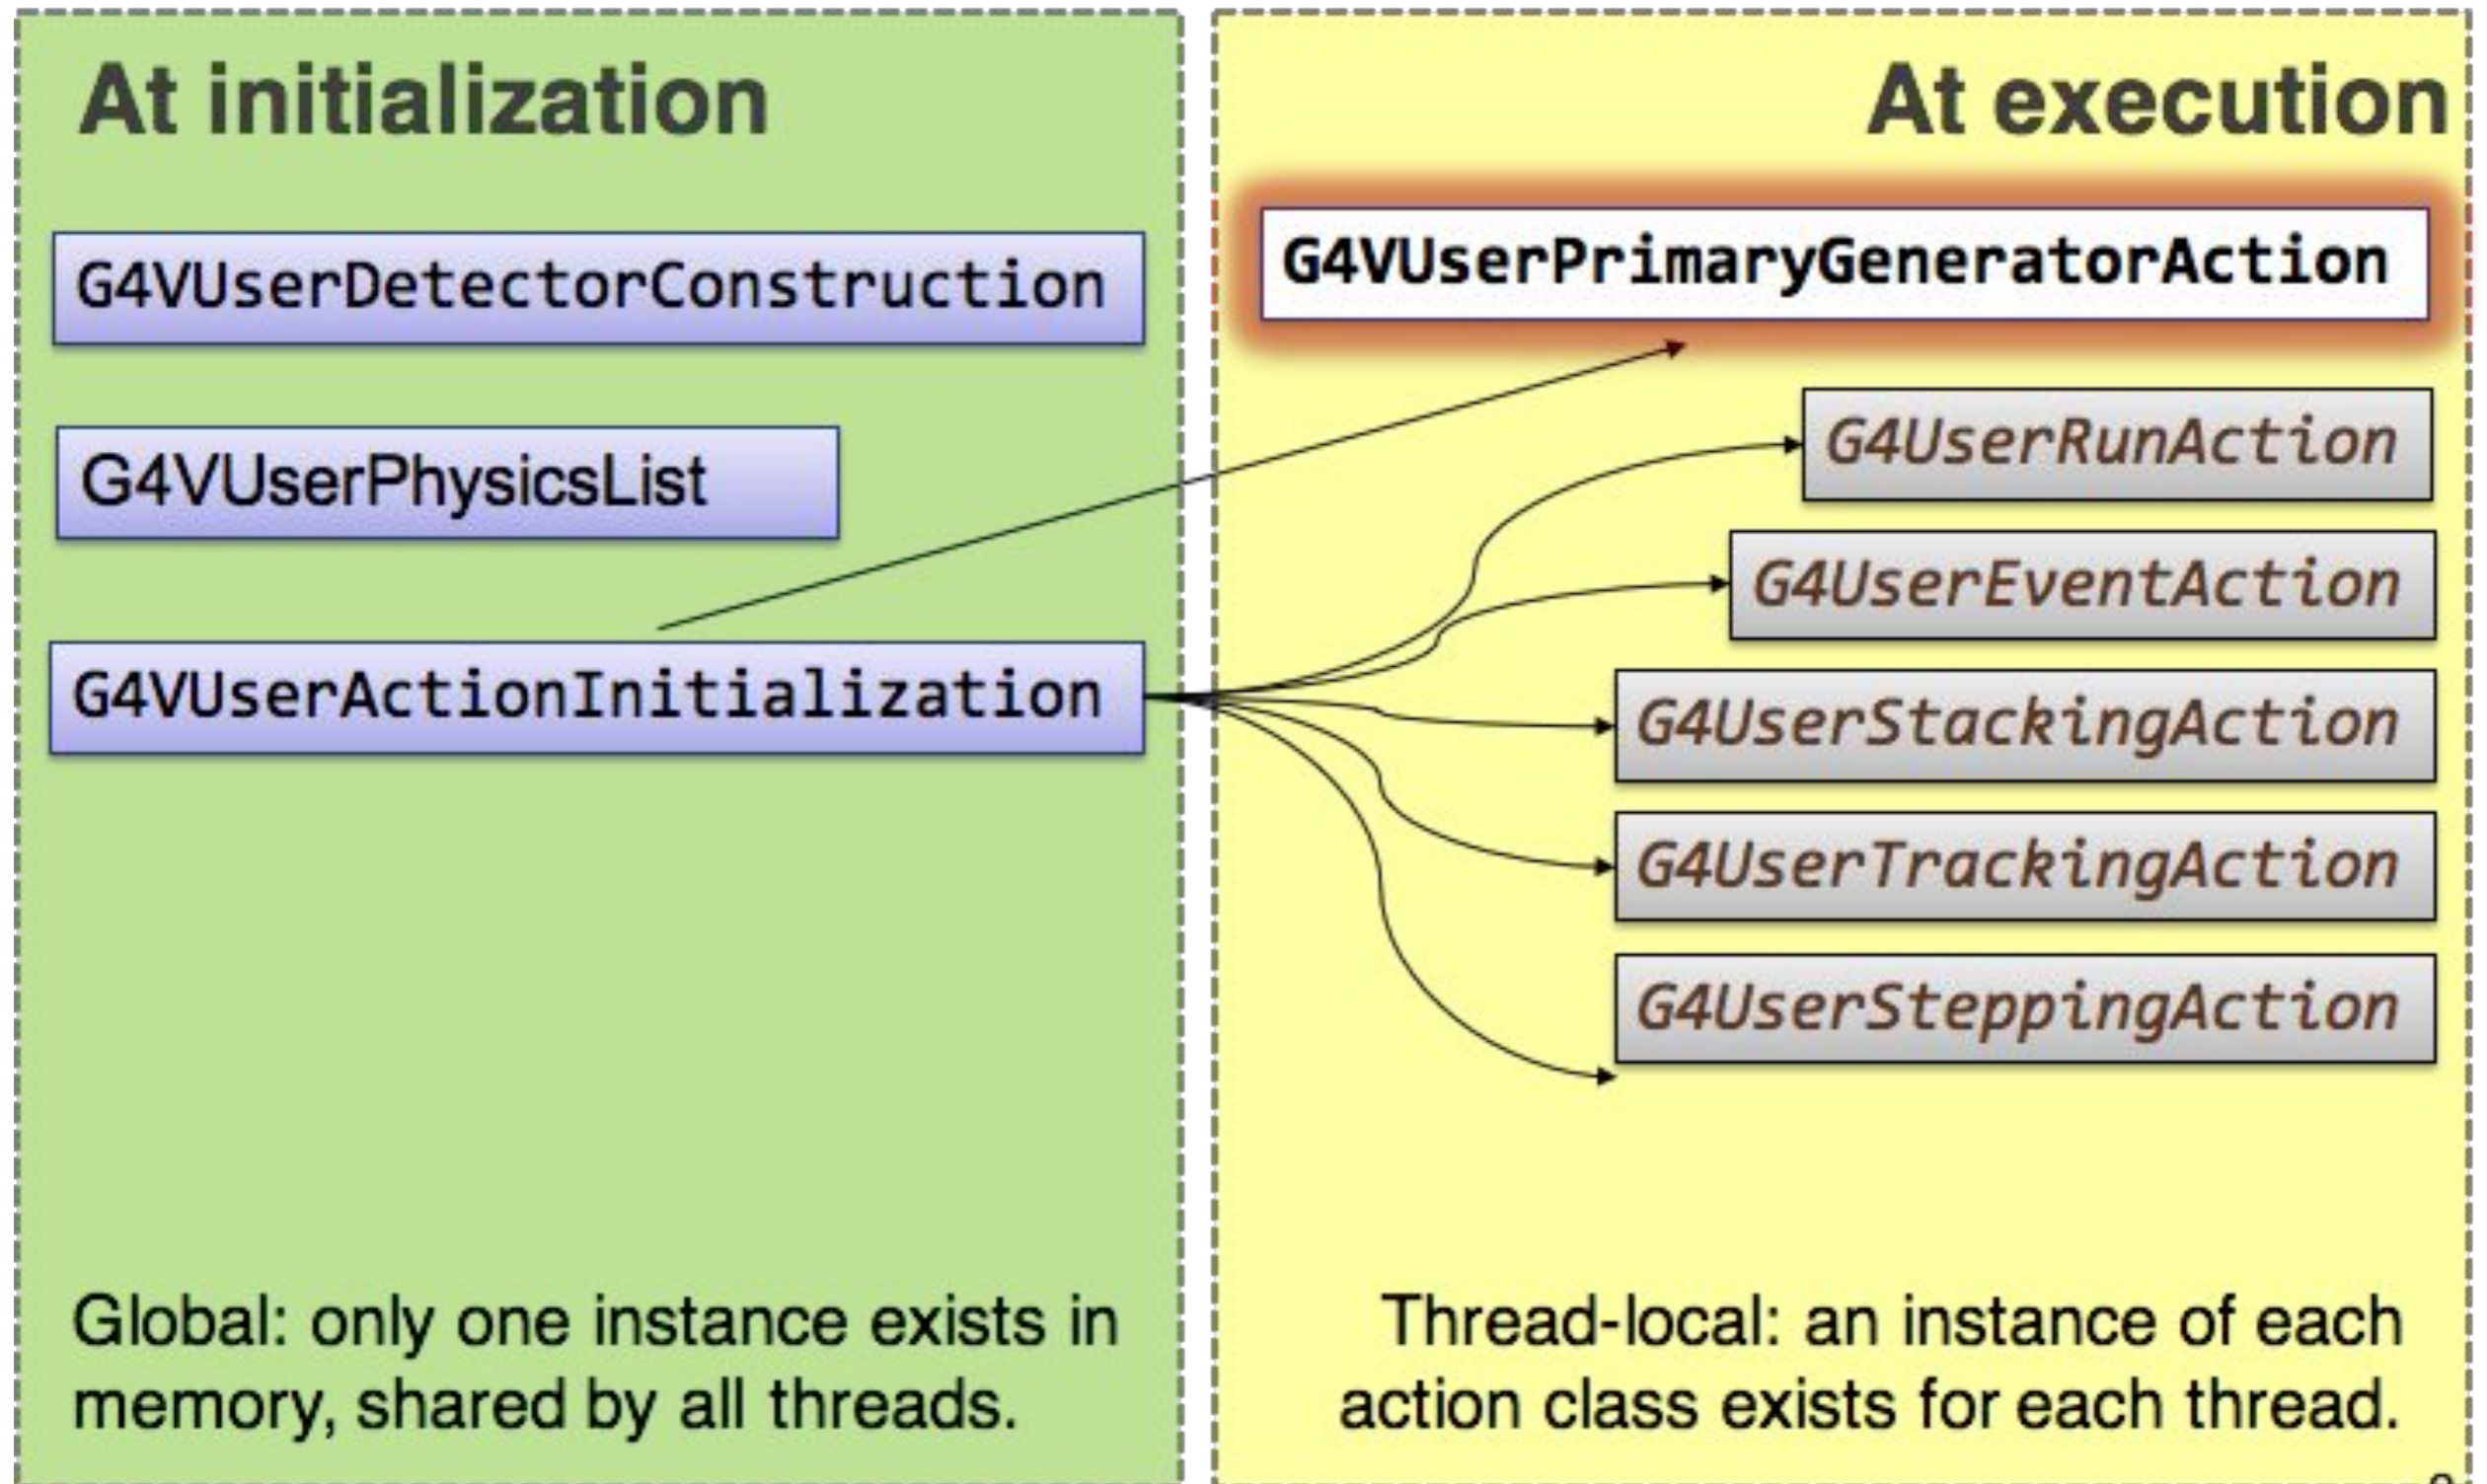 At initialization
G4VUserDetectorConstruction
G4VUserPhysicsList
G4VUserActionInitialization
Global: only one instance exists in
memory, shared by all threads.
At execution
G4VUserPrimaryGeneratorAction
G4UserRunAction
G4UserEventAction
G4UserStackingAction
G4UserTrackingAction
G4UserSteppingAction
Thread-local: an instance of each
action class exists for each thread.